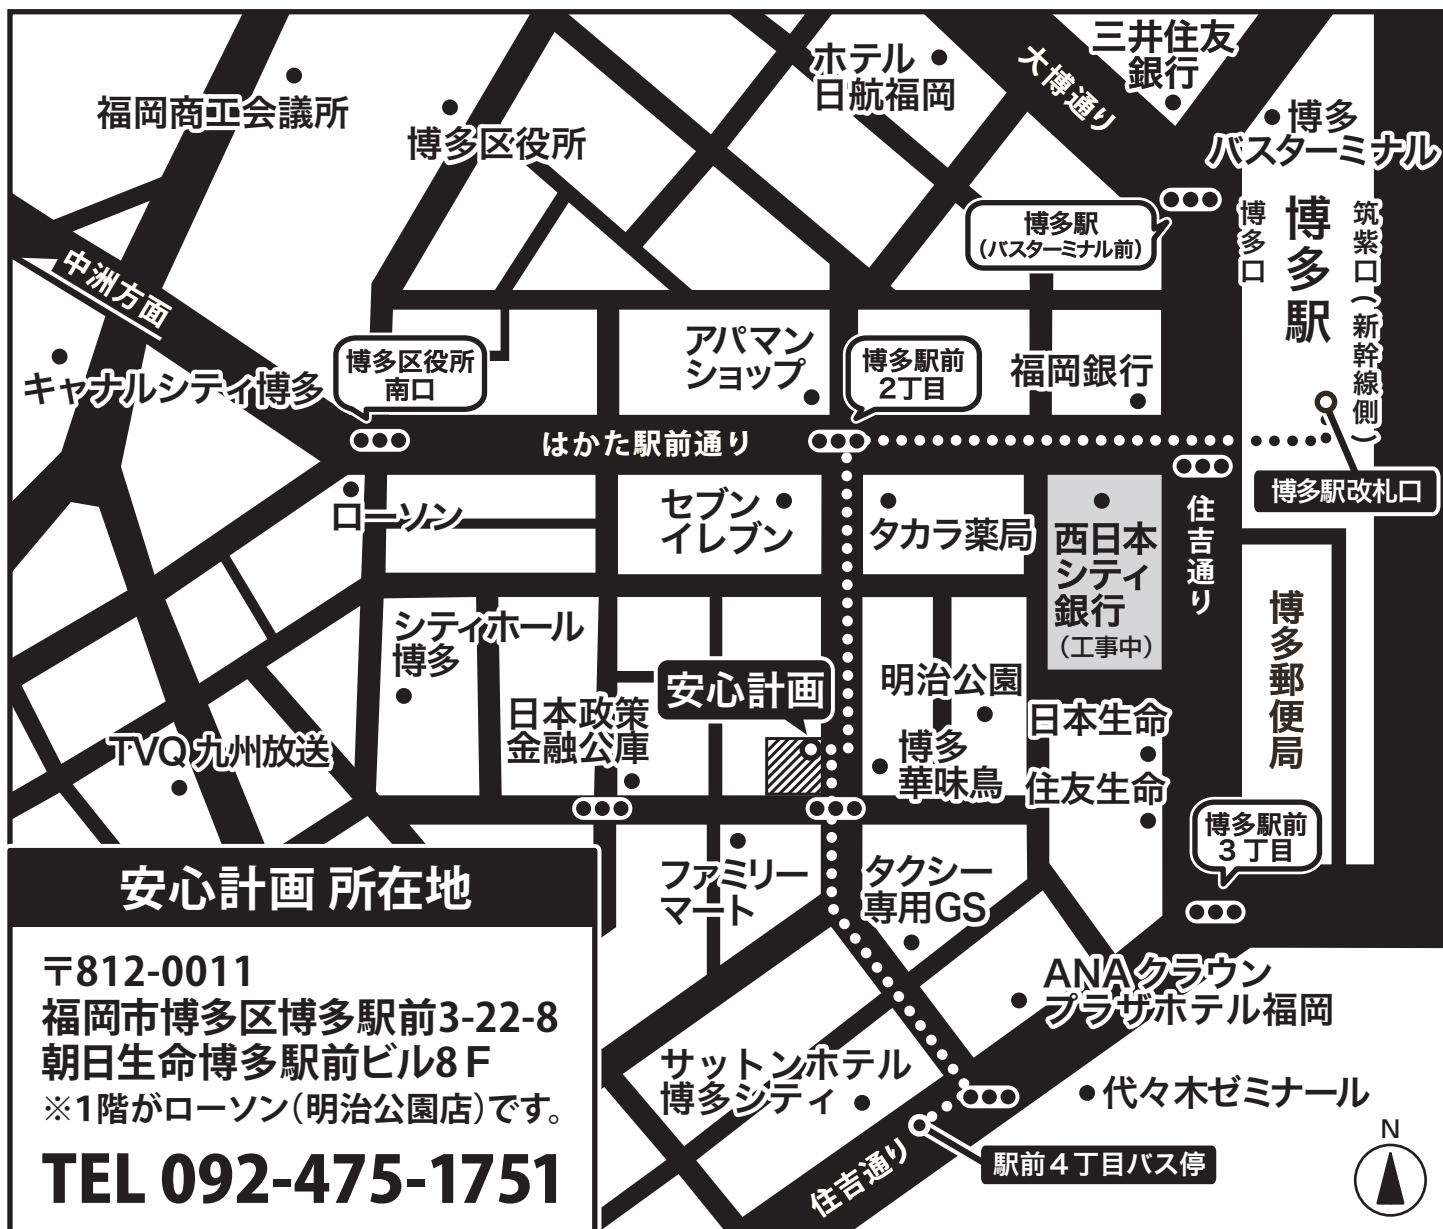 福岡商工会議所
博多区役所
ホテル
日航福岡
大博通り
三井住友
銀行
博多
バスターミナル
中洲方面
博多駅
(バスターミナル前)
博多口
博多駅
筑紫口(新幹線側)
キャナルシティ博多
博多区役所
南口
アパマン
ショップ
博多駅前
2丁目
福岡銀行
はかた駅前通り
博多駅改札口
ローソン
セブン
イレブン
タカラ薬局
西日本
シティ
銀行
(工事中)
住吉通り
シティホール
博多
日本政策
金融公庫
安心計画
明治公園
日本生命
博多
華味鳥
住友生命
博多郵便局
TVQ九州放送
博多駅前
3丁目
ファミリー
マート
タクシー
専用GS
ANAクラウン
プラザホテル福岡
サットンホテル
博多シティ
代々木ゼミナール
住吉通り
駅前4丁目バス停
N
安心計画 所在地
〒812-0011
福岡市博多区博多駅前3-22-8
朝日生命博多駅前ビル8F
※1階がローソン(明治公園店)です。
TEL 092-475-1751